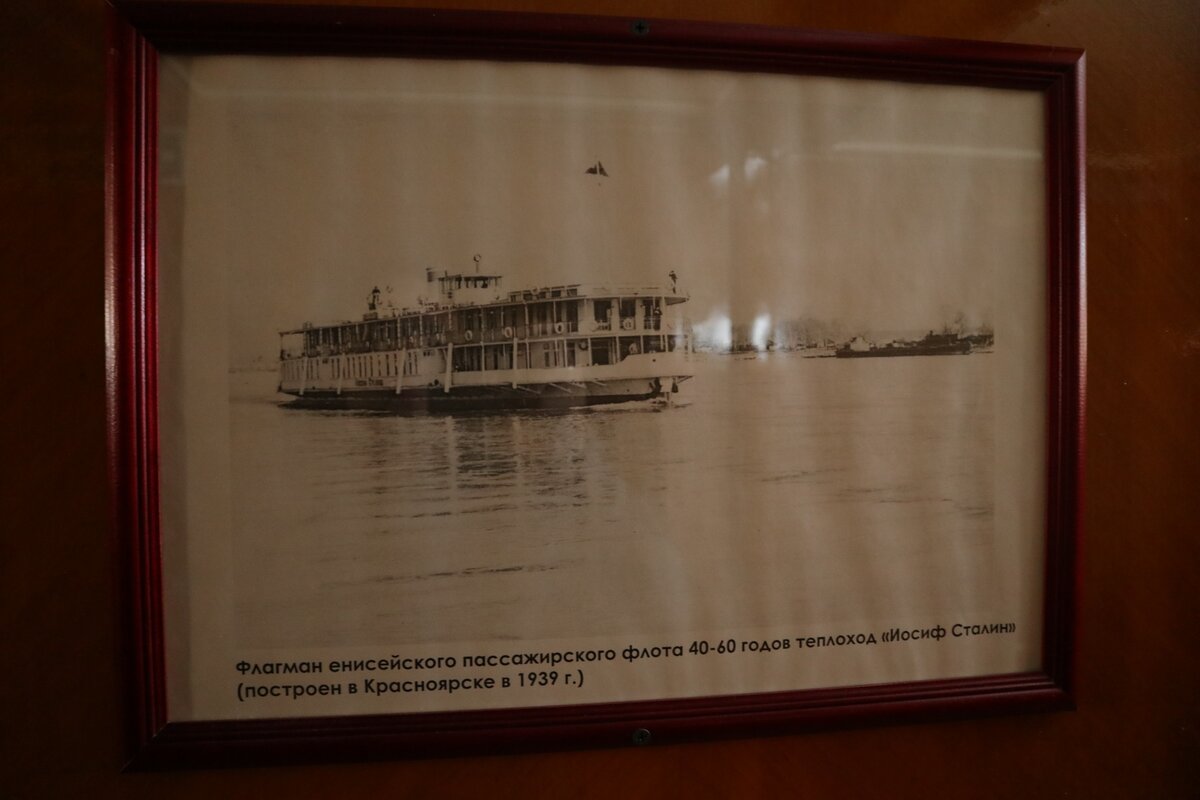 Флагман енисейского пассажирского флота 40-60 годов теплоход «Иосиф Сталин»
(построен в Красноярске в 1939 г.)